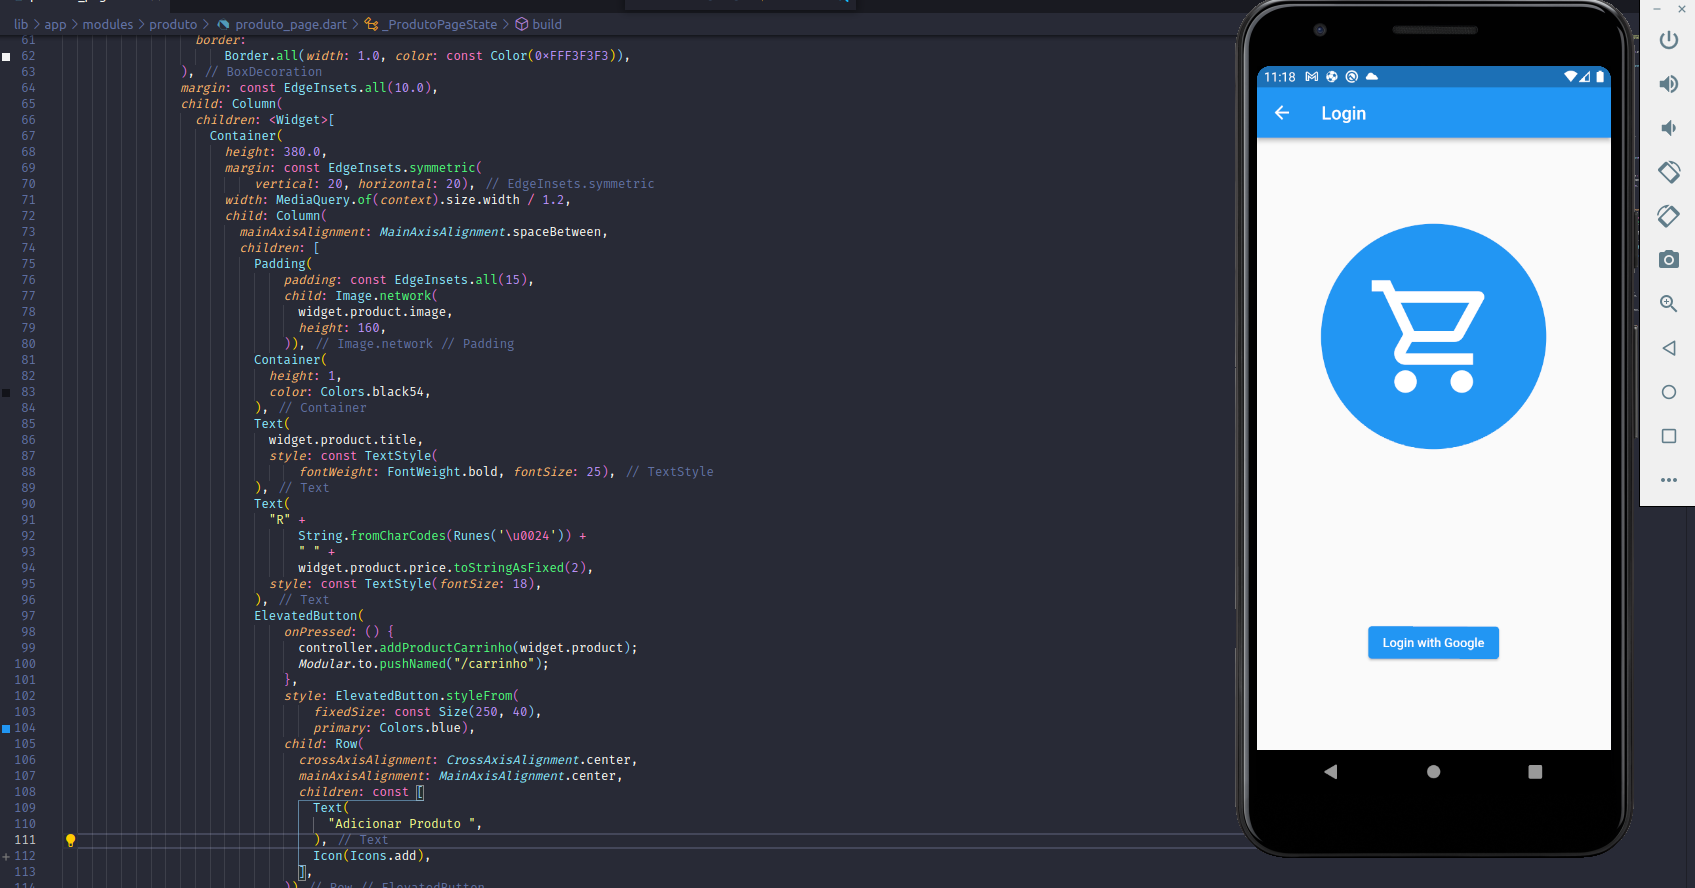 lib > app > modules > produto > produto_page.dart > _ProdutoPageState > build
61 border:
62 Border.all(width: 1.0, color: const Color(0×FFF3F3F3)),
63 ), // BoxDecoration
64 margin: const EdgeInsets.all(10.0),
65 child: Column(
66 children: <Widget>[
67 Container(
68 height: 380.0,
69 margin: const EdgeInsets.symmetric(
70 vertical: 20, horizontal: 20), // EdgeInsets.symmetric
71 width: MediaQuery.of(context).size.width / 1.2,
72 child: Column(
73 mainAxisAlignment: MainAxisAlignment.spaceBetween,
74 children: [
75 Padding(
76 padding: const EdgeInsets.all(15),
77 child: Image.network(
78 widget.product.image,
79 height: 160,
80 )), // Image.network // Padding
81 Container(
82 height: 1,
83 color: Colors.black54,
84 ), // Container
85 Text(
86 widget.product.title,
87 style: const TextStyle(
88 fontWeight: FontWeight.bold, fontSize: 25), // TextStyle
89 ), // Text
90 Text(
91 "R" +
92 String.fromCharCodes(Runes('\u0024')) +
93 " " +
94 widget.product.price.toStringAsFixed(2),
95 style: const TextStyle(fontSize: 18),
96 ), // Text
97 ElevatedButton(
98 onPressed: () {
99 controller.addProductCarrinho(widget.product);
100 Modular.to.pushNamed("/carrinho");
101 },
102 style: ElevatedButton.styleFrom(
103 fixedSize: const Size(250, 40),
104 primary: Colors.blue),
105 child: Row(
106 crossAxisAlignment: CrossAxisAlignment.center,
107 mainAxisAlignment: MainAxisAlignment.center,
108 children: const [
109 Text(
110 "Adicionar Produto ",
111 ), // Text
112 Icon(Icons.add),
113 ],
114 )), // Row // ElevatedButton
11:18
Login
Login with Google